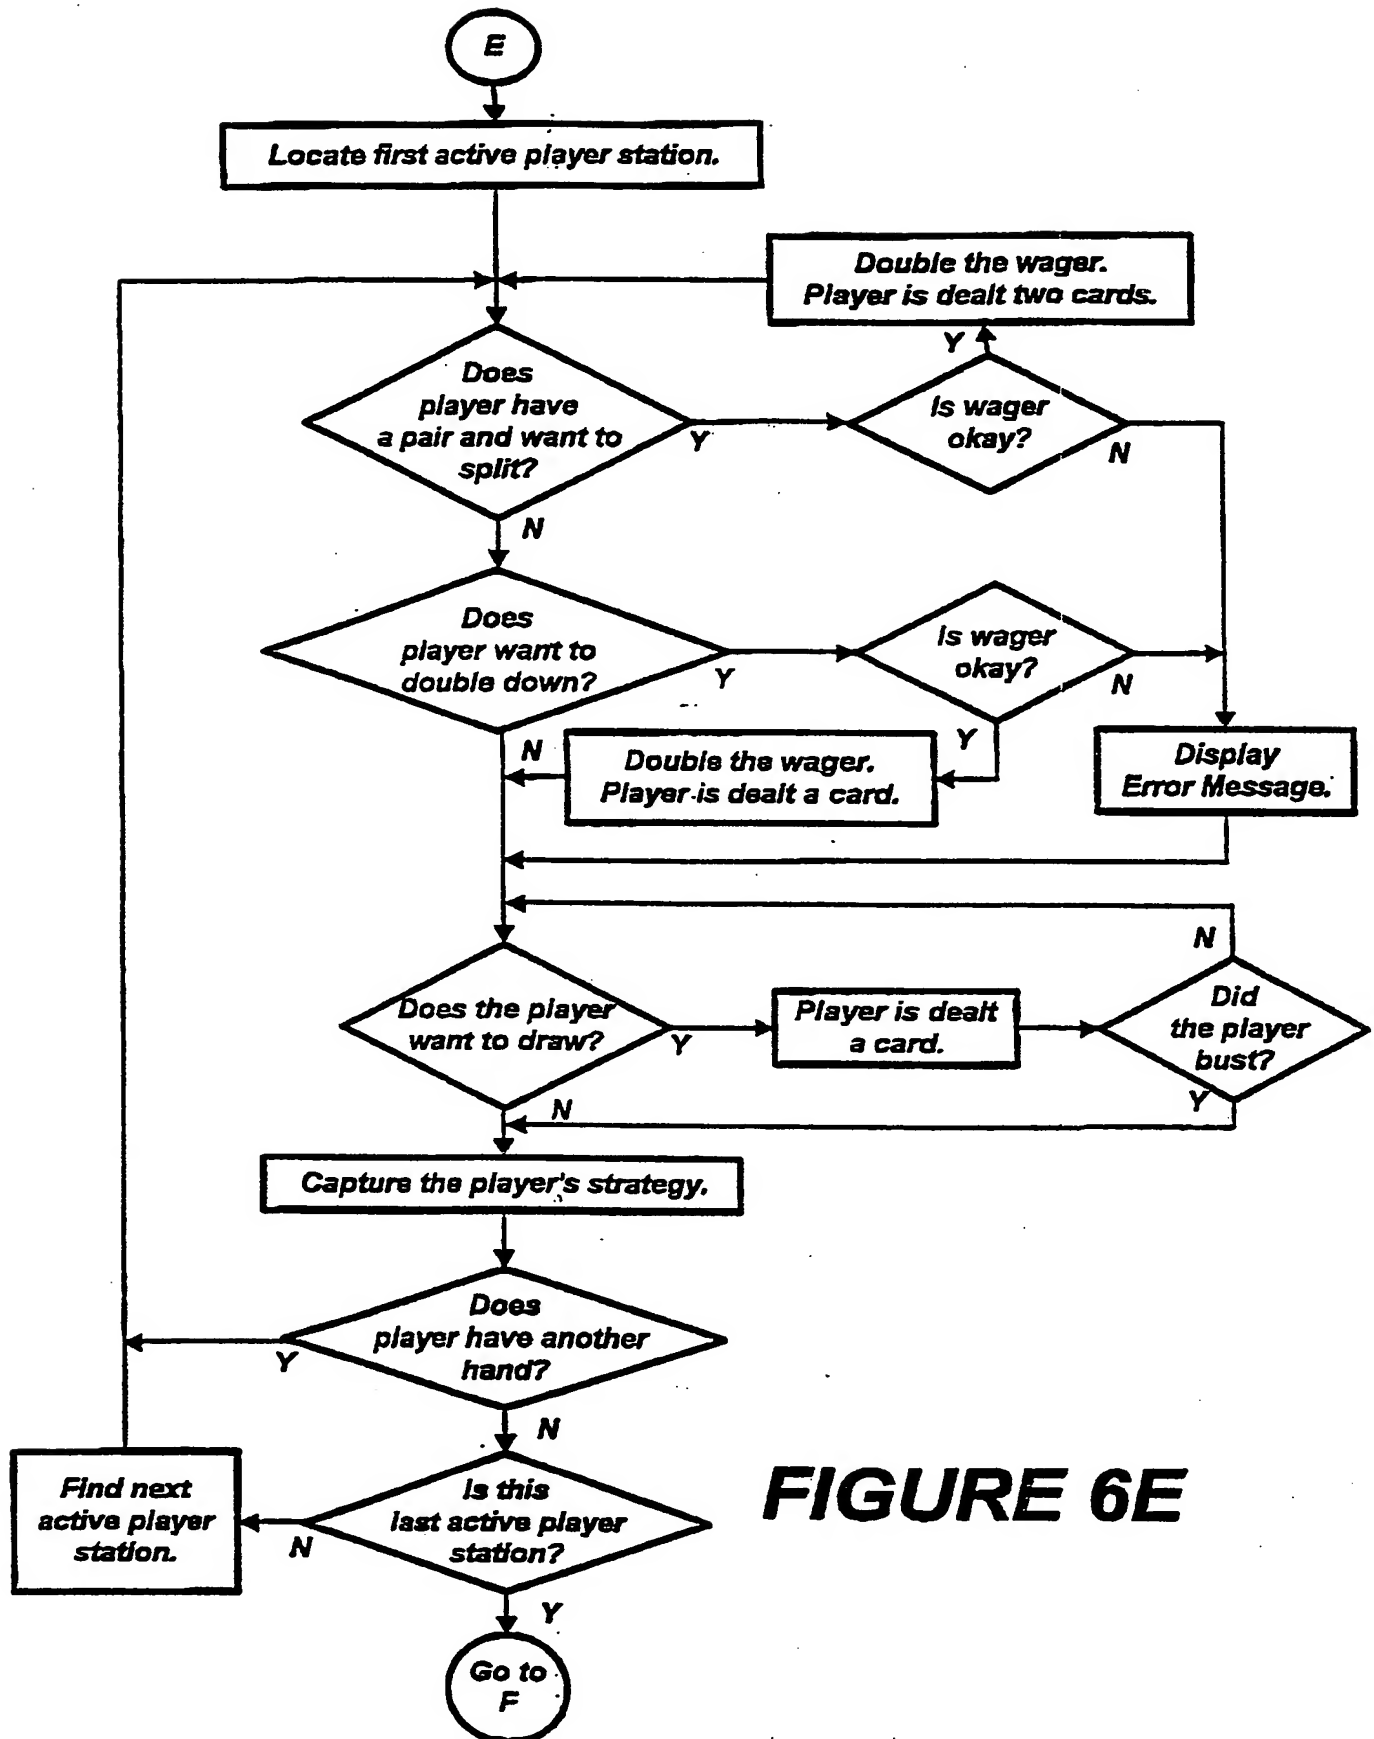 E
Locate first active player station.
Double the wager.
Player is dealt two cards.
Y
Does
player have
a pair and want to
split?
Y
Is wager
okay?
N
N
Does
player want to
double down?
Y
Is wager
okay?
N
Y
N
Double the wager.
Player is dealt a card.
Display
Error Message.
N
Does the player
want to draw?
Y
Player is dealt
a card.
Did
the player
bust?
Y
N
Capture the player's strategy.
Does
player have another
hand?
Y
N
Find next
active player
station.
Is this
last active player
station?
N
Y
Go to
F
FIGURE 6E